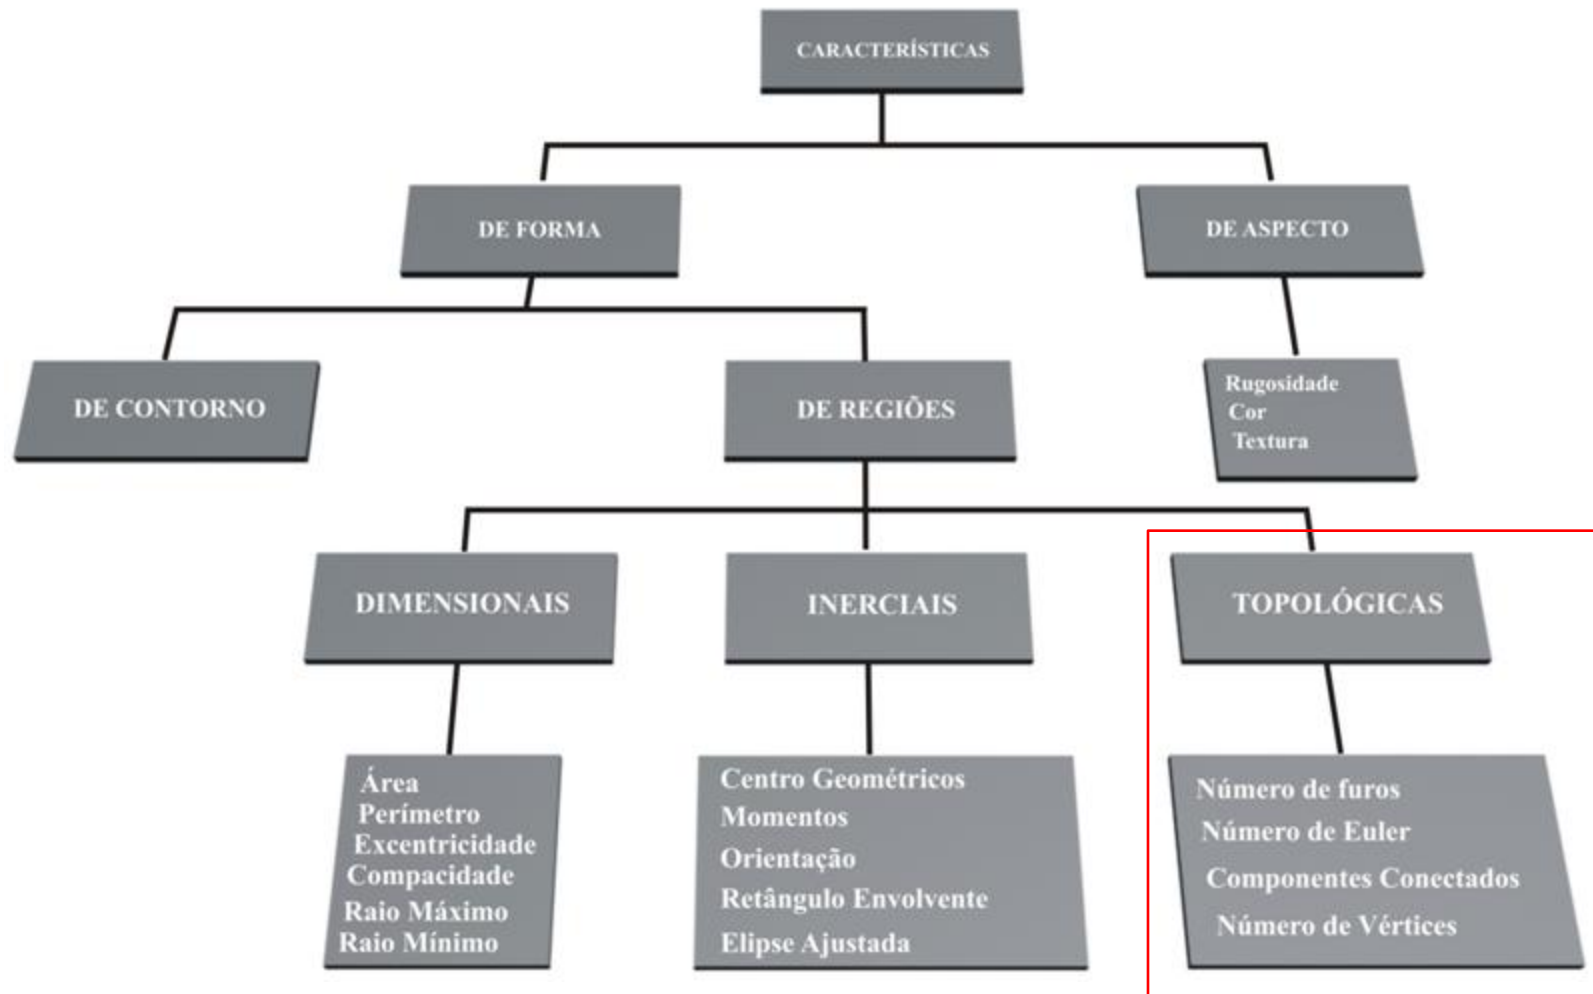 CARACTERÍSTICAS
DE FORMA
DE ASPECTO
DE CONTORNO
DE REGIÕES
Rugosidade
Cor
Textura
DIMENSIONAIS
INERCIAIS
TOPOLÓGICAS
Área
Perímetro
Excentricidade
Compacidade
Raio Máximo
Raio Mínimo
Centro Geométricos
Momentos
Orientação
Retângulo Envolvente
Elipse Ajustada
Número de furos
Número de Euler
Componentes Conectados
Número de Vértices